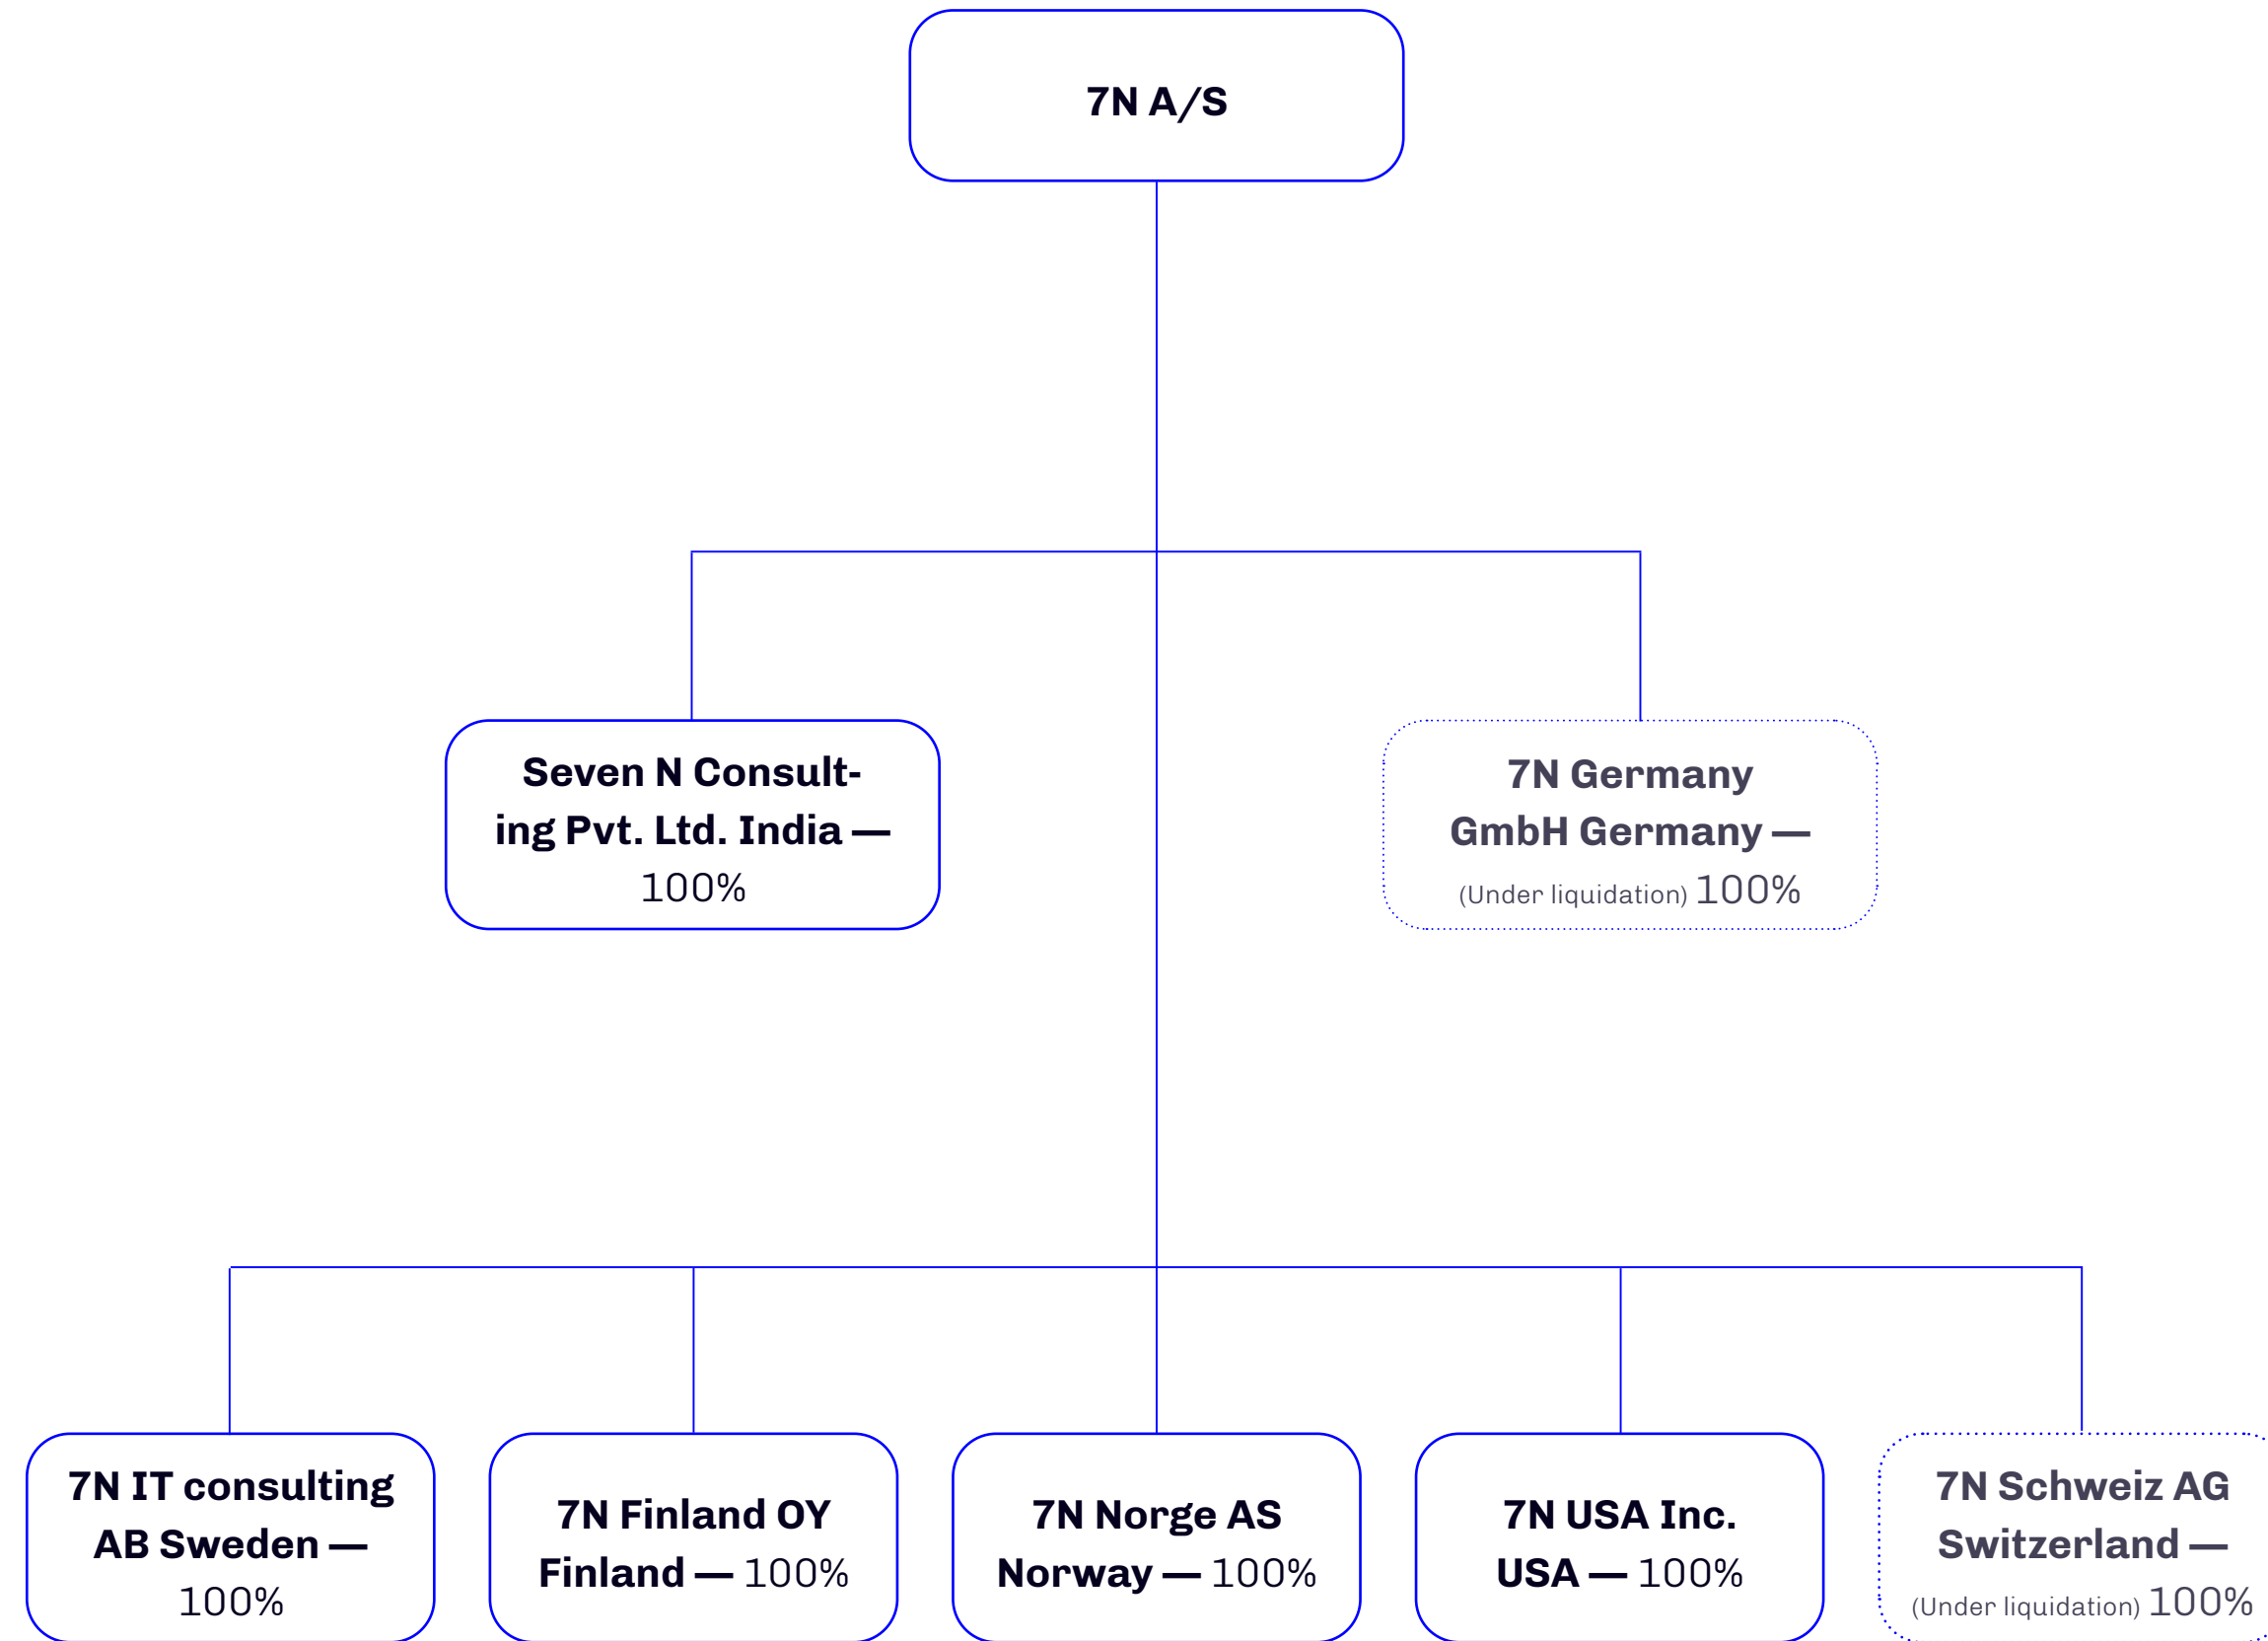 7N A/S
Seven N Consult-
ing Pvt. Ltd. India —
100%
7N Germany
GmbH Germany —
(Under liquidation) 100%
7N IT consulting
AB Sweden —
100%
7N Finland OY
Finland — 100%
7N Norge AS
Norway — 100%
7N USA Inc.
USA — 100%
7N Schweiz AG
Switzerland —
(Under liquidation) 100%